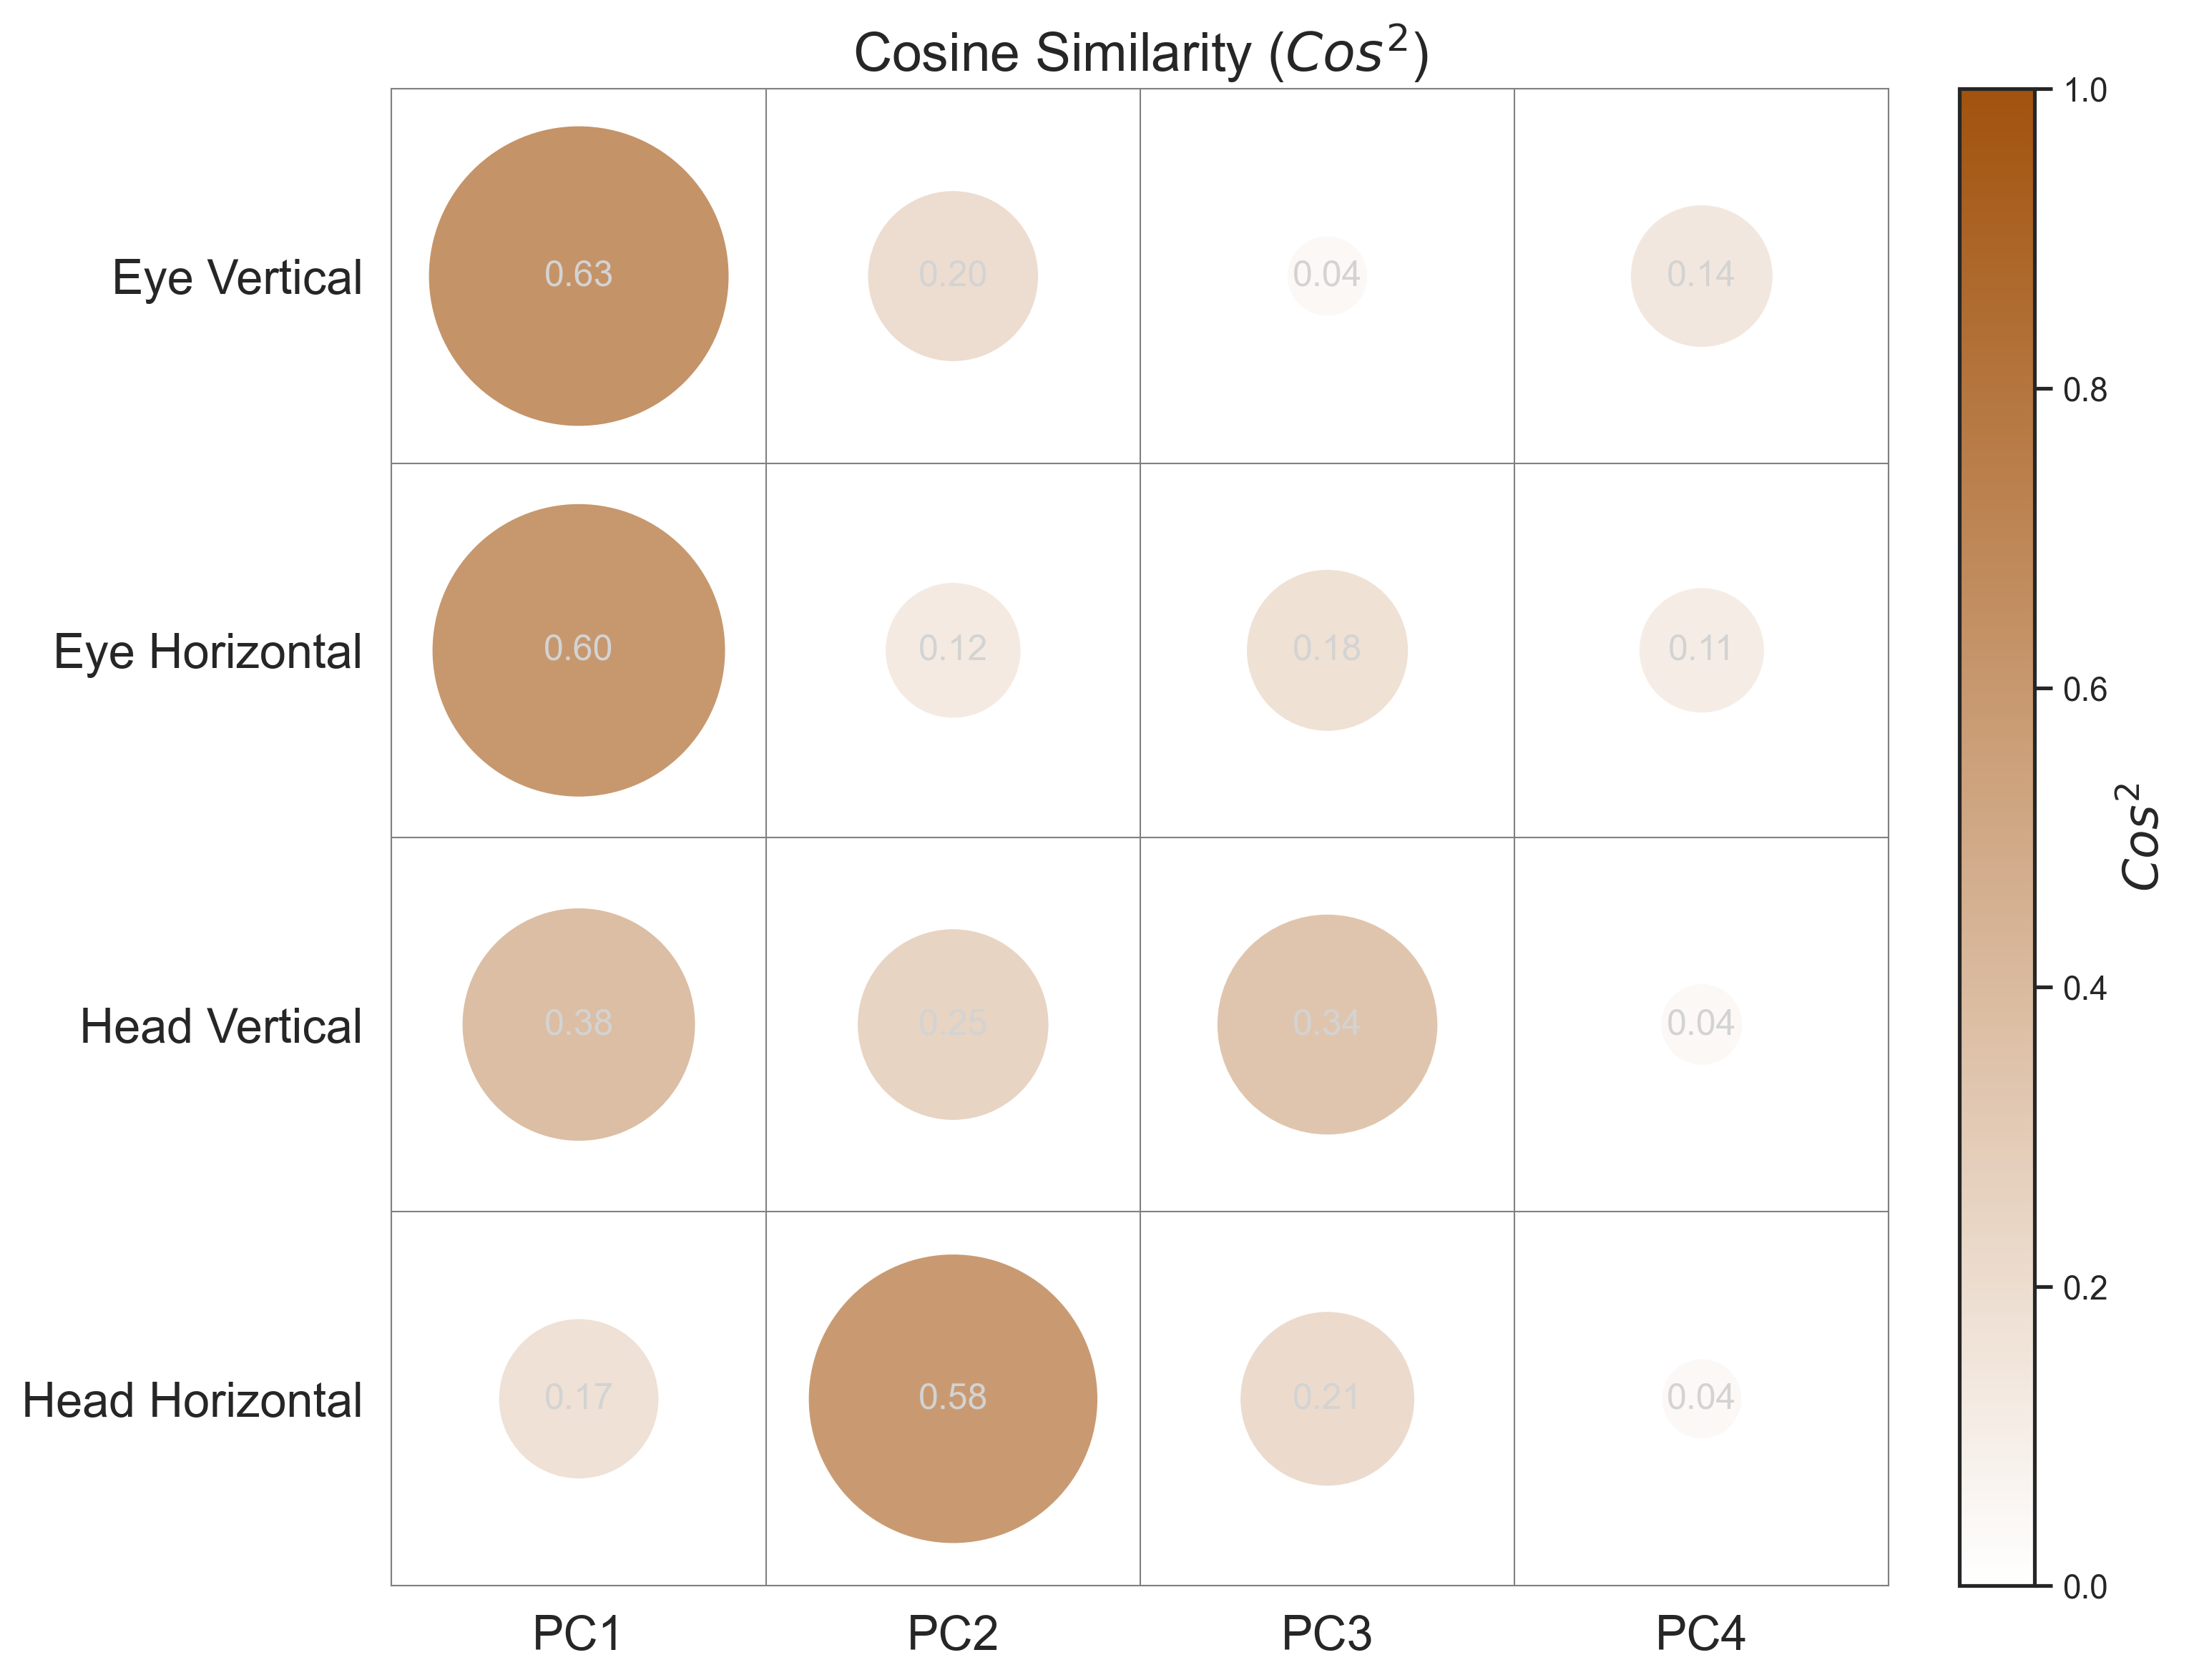 Cosine Similarity (Cos²)
Eye Vertical
0.63
0.20
0.04
0.14
Eye Horizontal
0.60
0.12
0.18
0.11
Head Vertical
0.38
0.25
0.34
0.04
Head Horizontal
0.17
0.58
0.21
0.04
PC1
PC2
PC3
PC4
1.0
0.8
0.6
0.4
0.2
0.0
Cos²